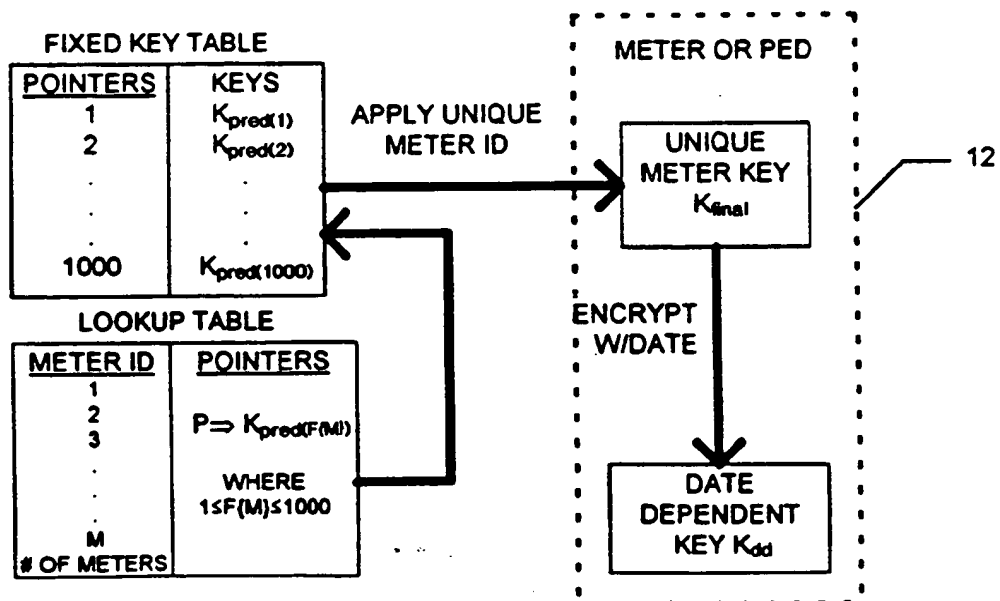 FIXED KEY TABLE
POINTERS KEYS
1 Kpred(1)
2 Kpred(2)
. .
. .
. .
1000 Kpred(1000)
APPLY UNIQUE
METER ID
METER OR PED
UNIQUE
METER KEY
Kfinal
12
ENCRYPT
W/DATE
DATE
DEPENDENT
KEY Kdd
LOOKUP TABLE
METER ID POINTERS
1
2
3
.
.
.
M
# OF METERS
P⇒ Kpred(F(M))
WHERE
1≤F(M)≤1000